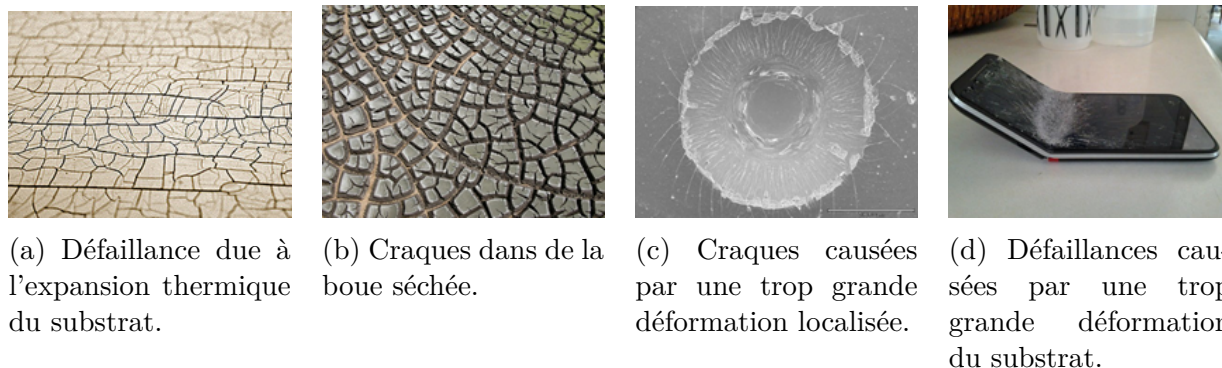 (a) Défaillance due à
l'expansion thermique
du substrat.
(b) Craques dans de la
boue séchée.
(c) Craques causées
par une trop grande
déformation localisée.
(d) Défaillances cau-
sées par une trop
grande déformation
du substrat.